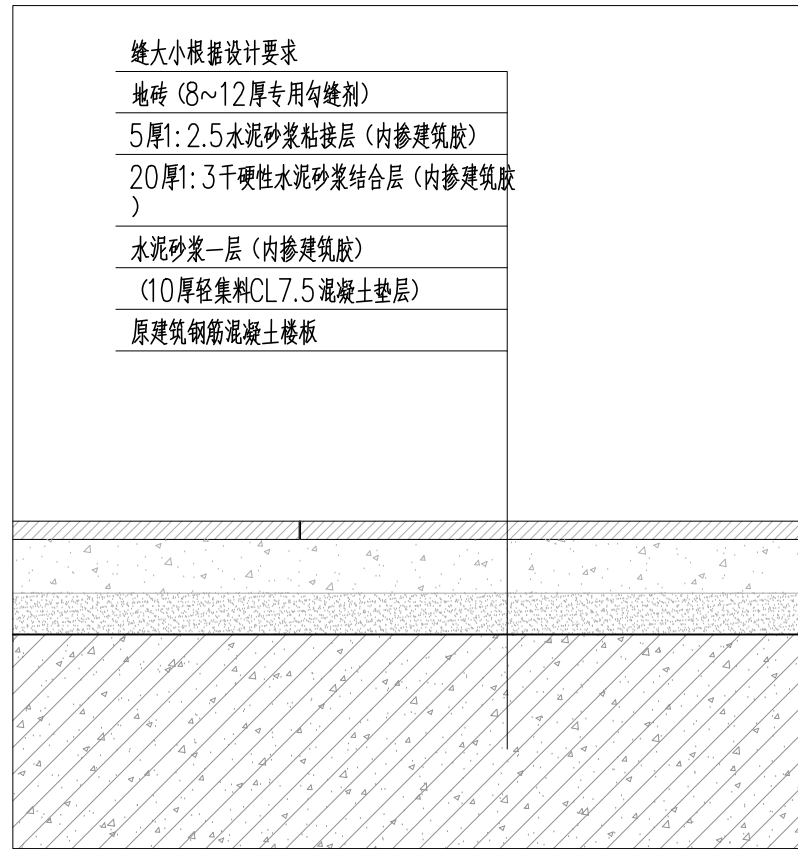 缝大小根据设计要求
地砖（8~12厚专用勾缝剂）
5厚1：2.5水泥砂浆粘接层（内掺建筑胶）
20厚1：3干硬性水泥砂浆结合层（内掺建筑胶
）
水泥砂浆一层（内掺建筑胶）
（10厚轻集料CL7.5混凝土垫层）
原建筑钢筋混凝土楼板